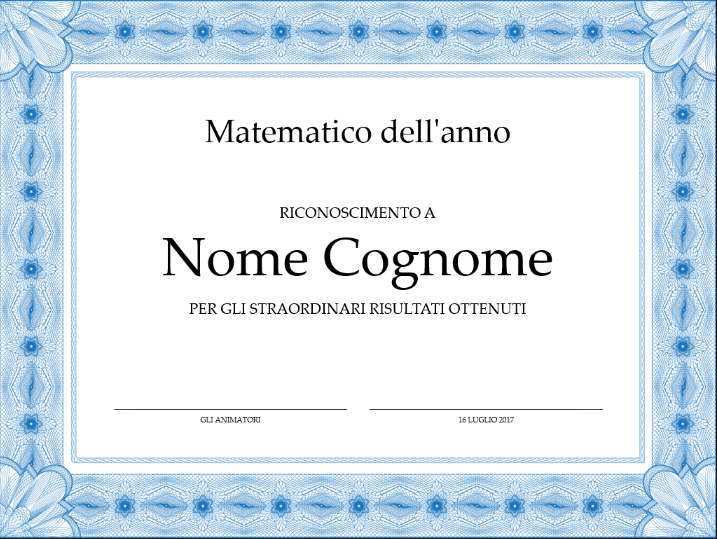 Matematico dell'anno
RICONOSCIMENTO A
Nome Cognome
PER GLI STRAORDINARI RISULTATI OTTENUTI
GLI ANIMATORI
16 LUGLIO 2017